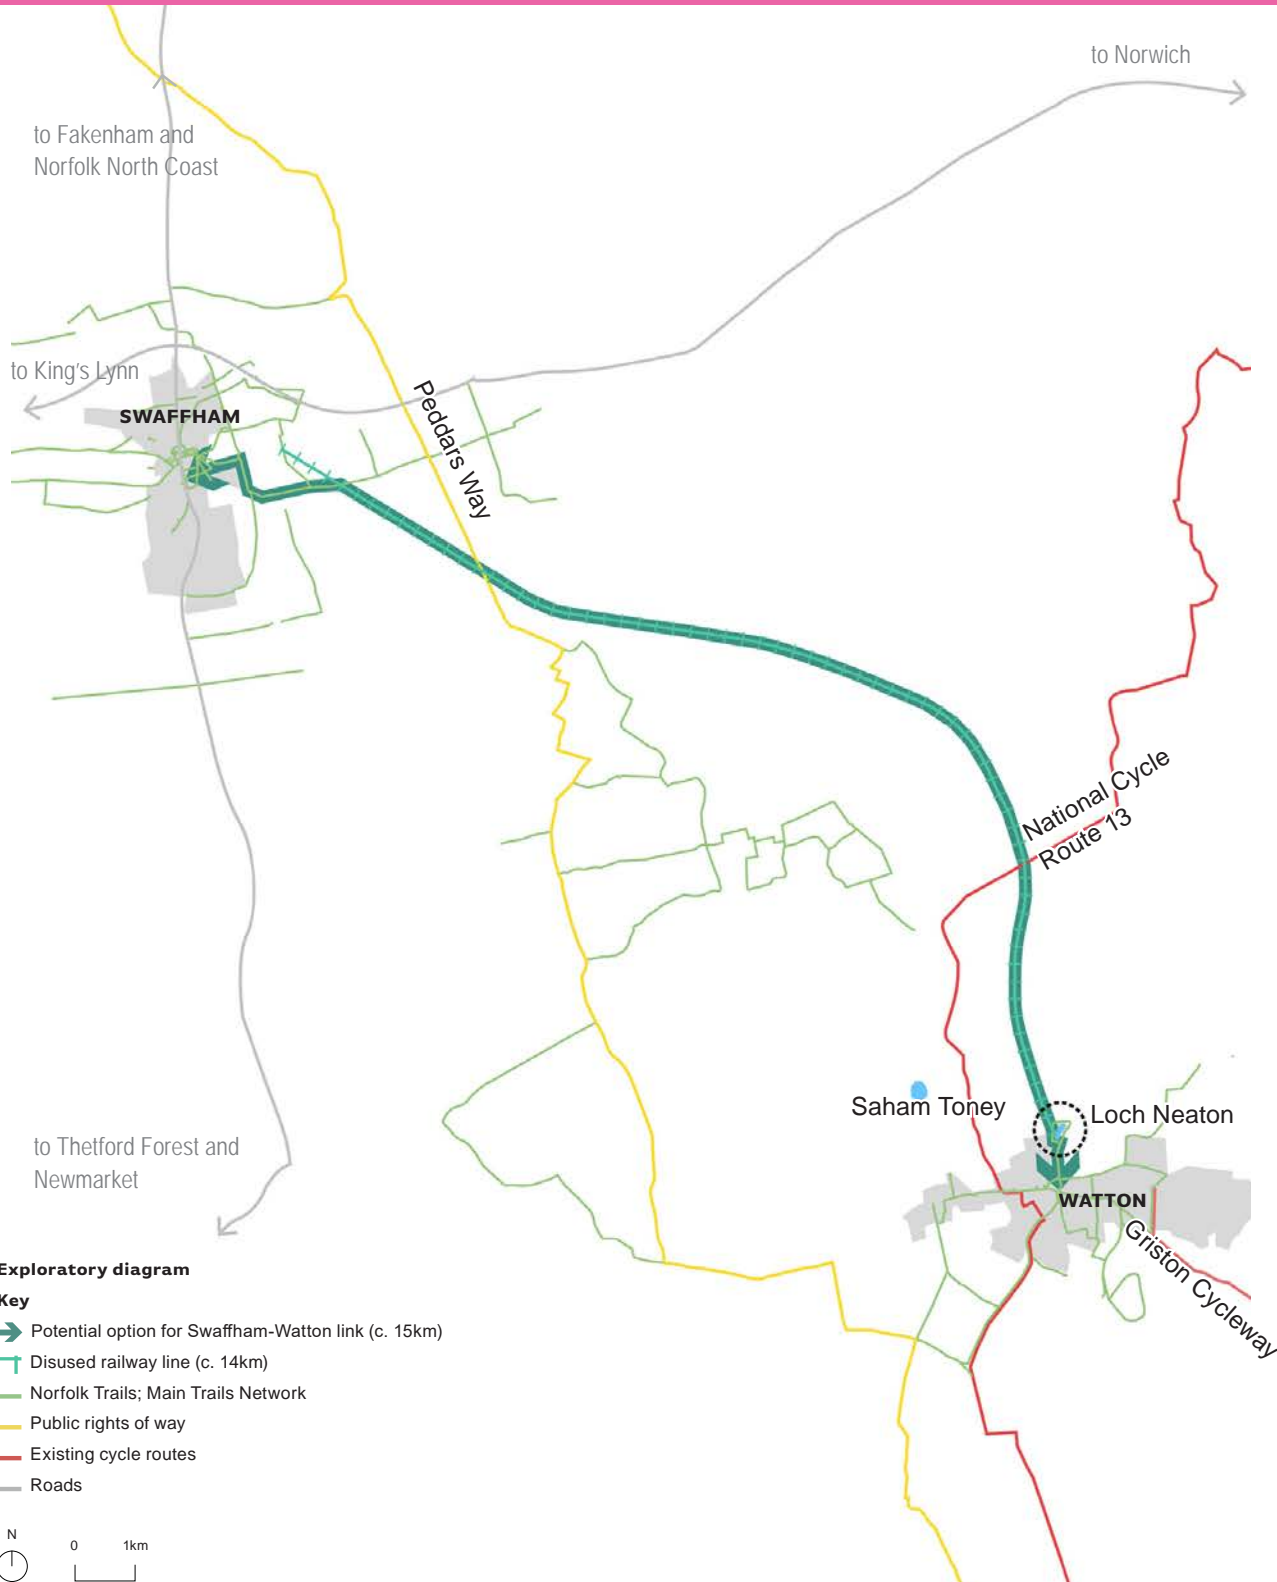 to Norwich
to Fakenham and
Norfolk North Coast
to King's Lynn
SWAFFHAM
Peddars Way
National Cycle
Route 13
Saham Toney
Loch Neaton
to Thetford Forest and
Newmarket
WATTON
Griston Cycleway
Exploratory diagram
Key
Potential option for Swaffham-Watton link (c. 15km)
Disused railway line (c. 14km)
Norfolk Trails; Main Trails Network
Public rights of way
Existing cycle routes
Roads
N
0 1km